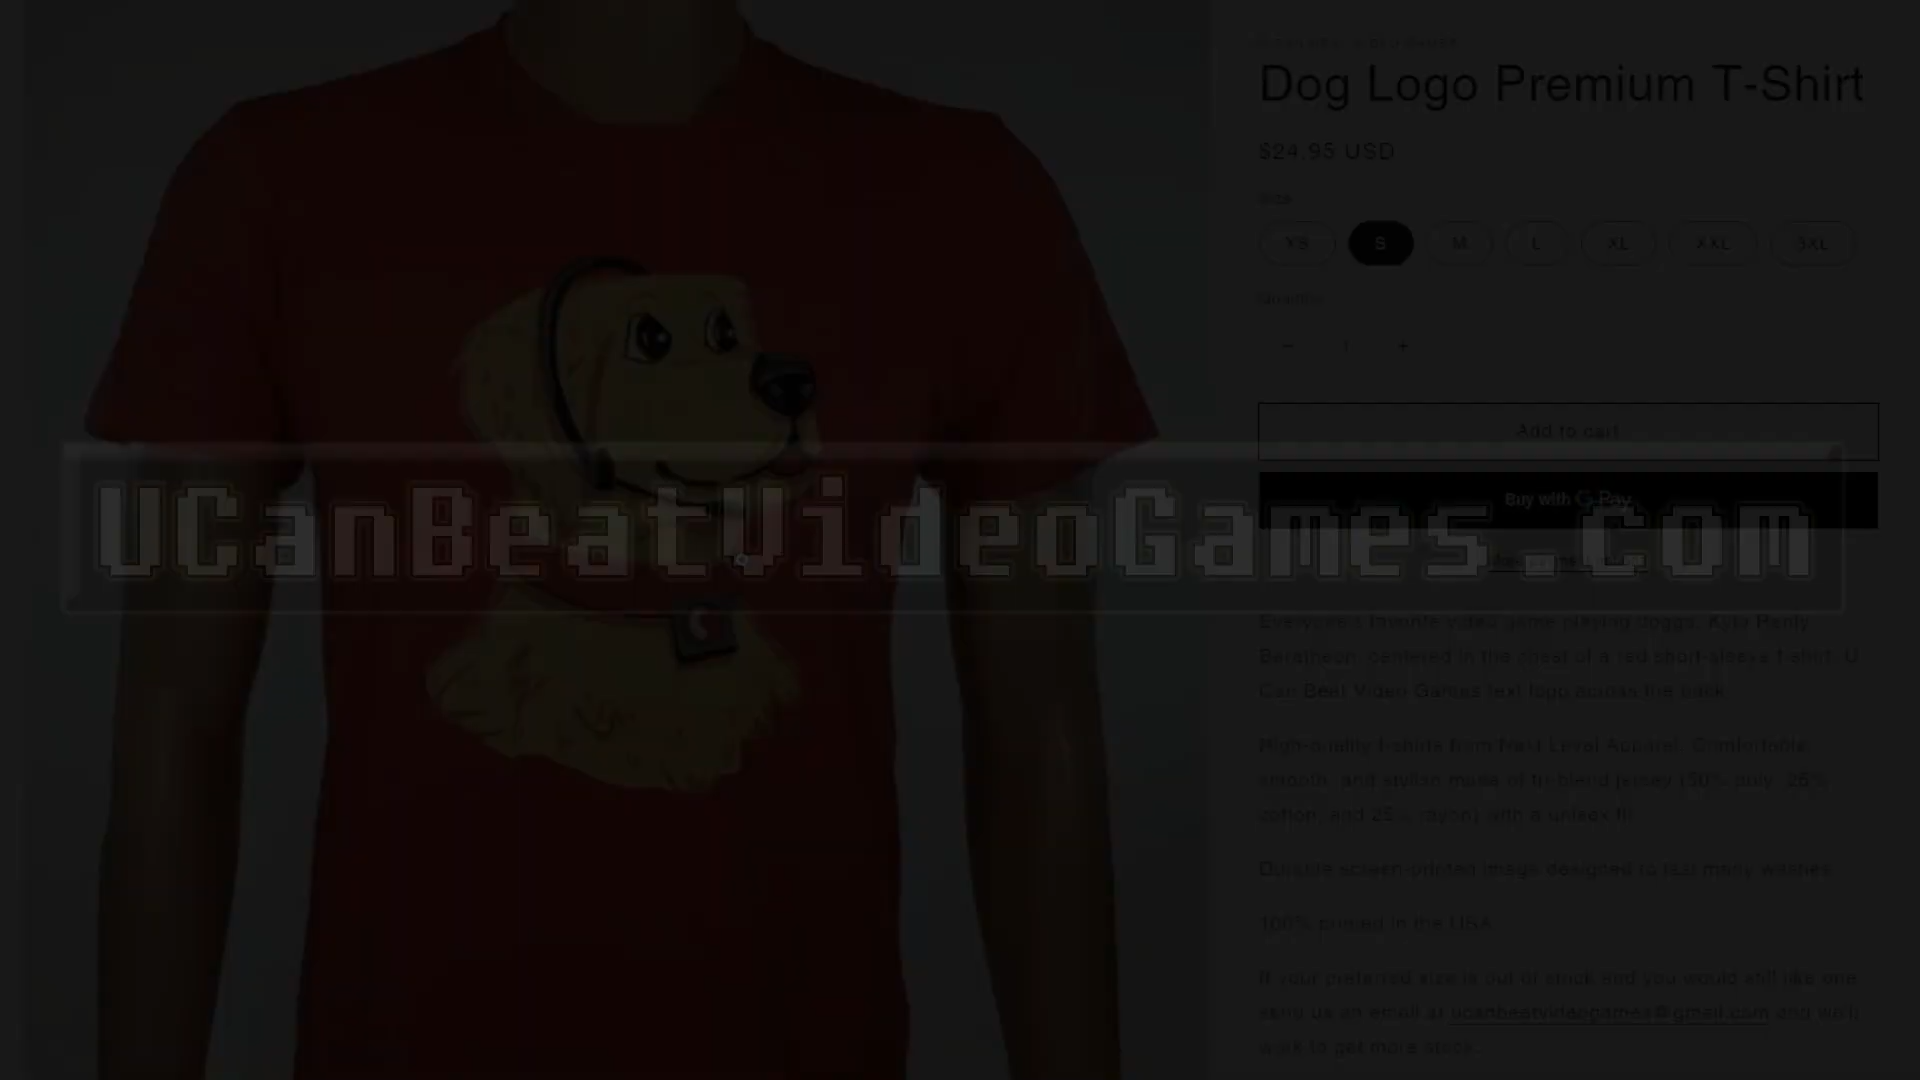 Dog Logo Premium T-Shirt
$24.95 USD
Size
XS S M L XL XXL 3XL
Quantity
− 1 +
Add to cart
Buy with G Pay
UCanBeatVideoGames.com
Everyone's favorite video game playing doggo, Kyla Renly
Baratheon, centered in the chest of a red short-sleeve t-shirt. U
Can Beat Video Games text logo across the back.
High-quality t-shirts from Next Level Apparel. Comfortable,
smooth, and stylish made of tri-blend jersey (50% poly, 25%
cotton, and 25% rayon) with a unisex fit.
Durable screen-printed image designed to last many washes.
100% printed in the USA.
If your preferred size is out of stock and you would still like one,
send us an email at ucanbeatvideogames@gmail.com and we'll
work to get more stock.